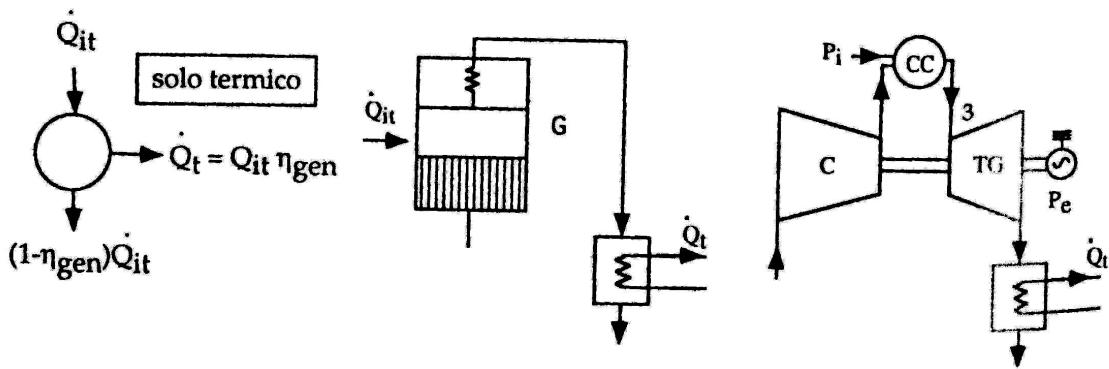 Q̇it
solo termico
Q̇t = Qit ηgen
(1-ηgen)Q̇it
Q̇it
G
Q̇t
Pi
CC
3
C
TG
Pe
Q̇t